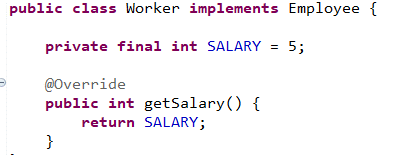 public class Worker implements Employee {
private final int SALARY = 5;
@Override
public int getSalary() {
return SALARY;
}